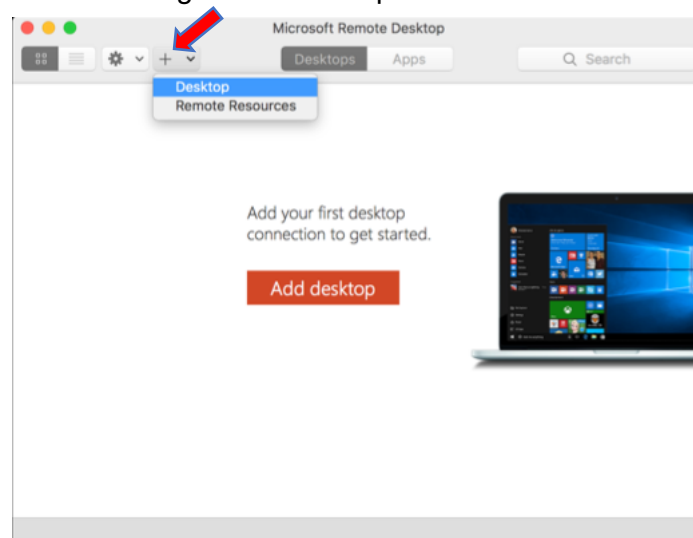 Microsoft Remote Desktop
Desktops Apps Search
Desktop
Remote Resources
Add your first desktop
connection to get started.
Add desktop